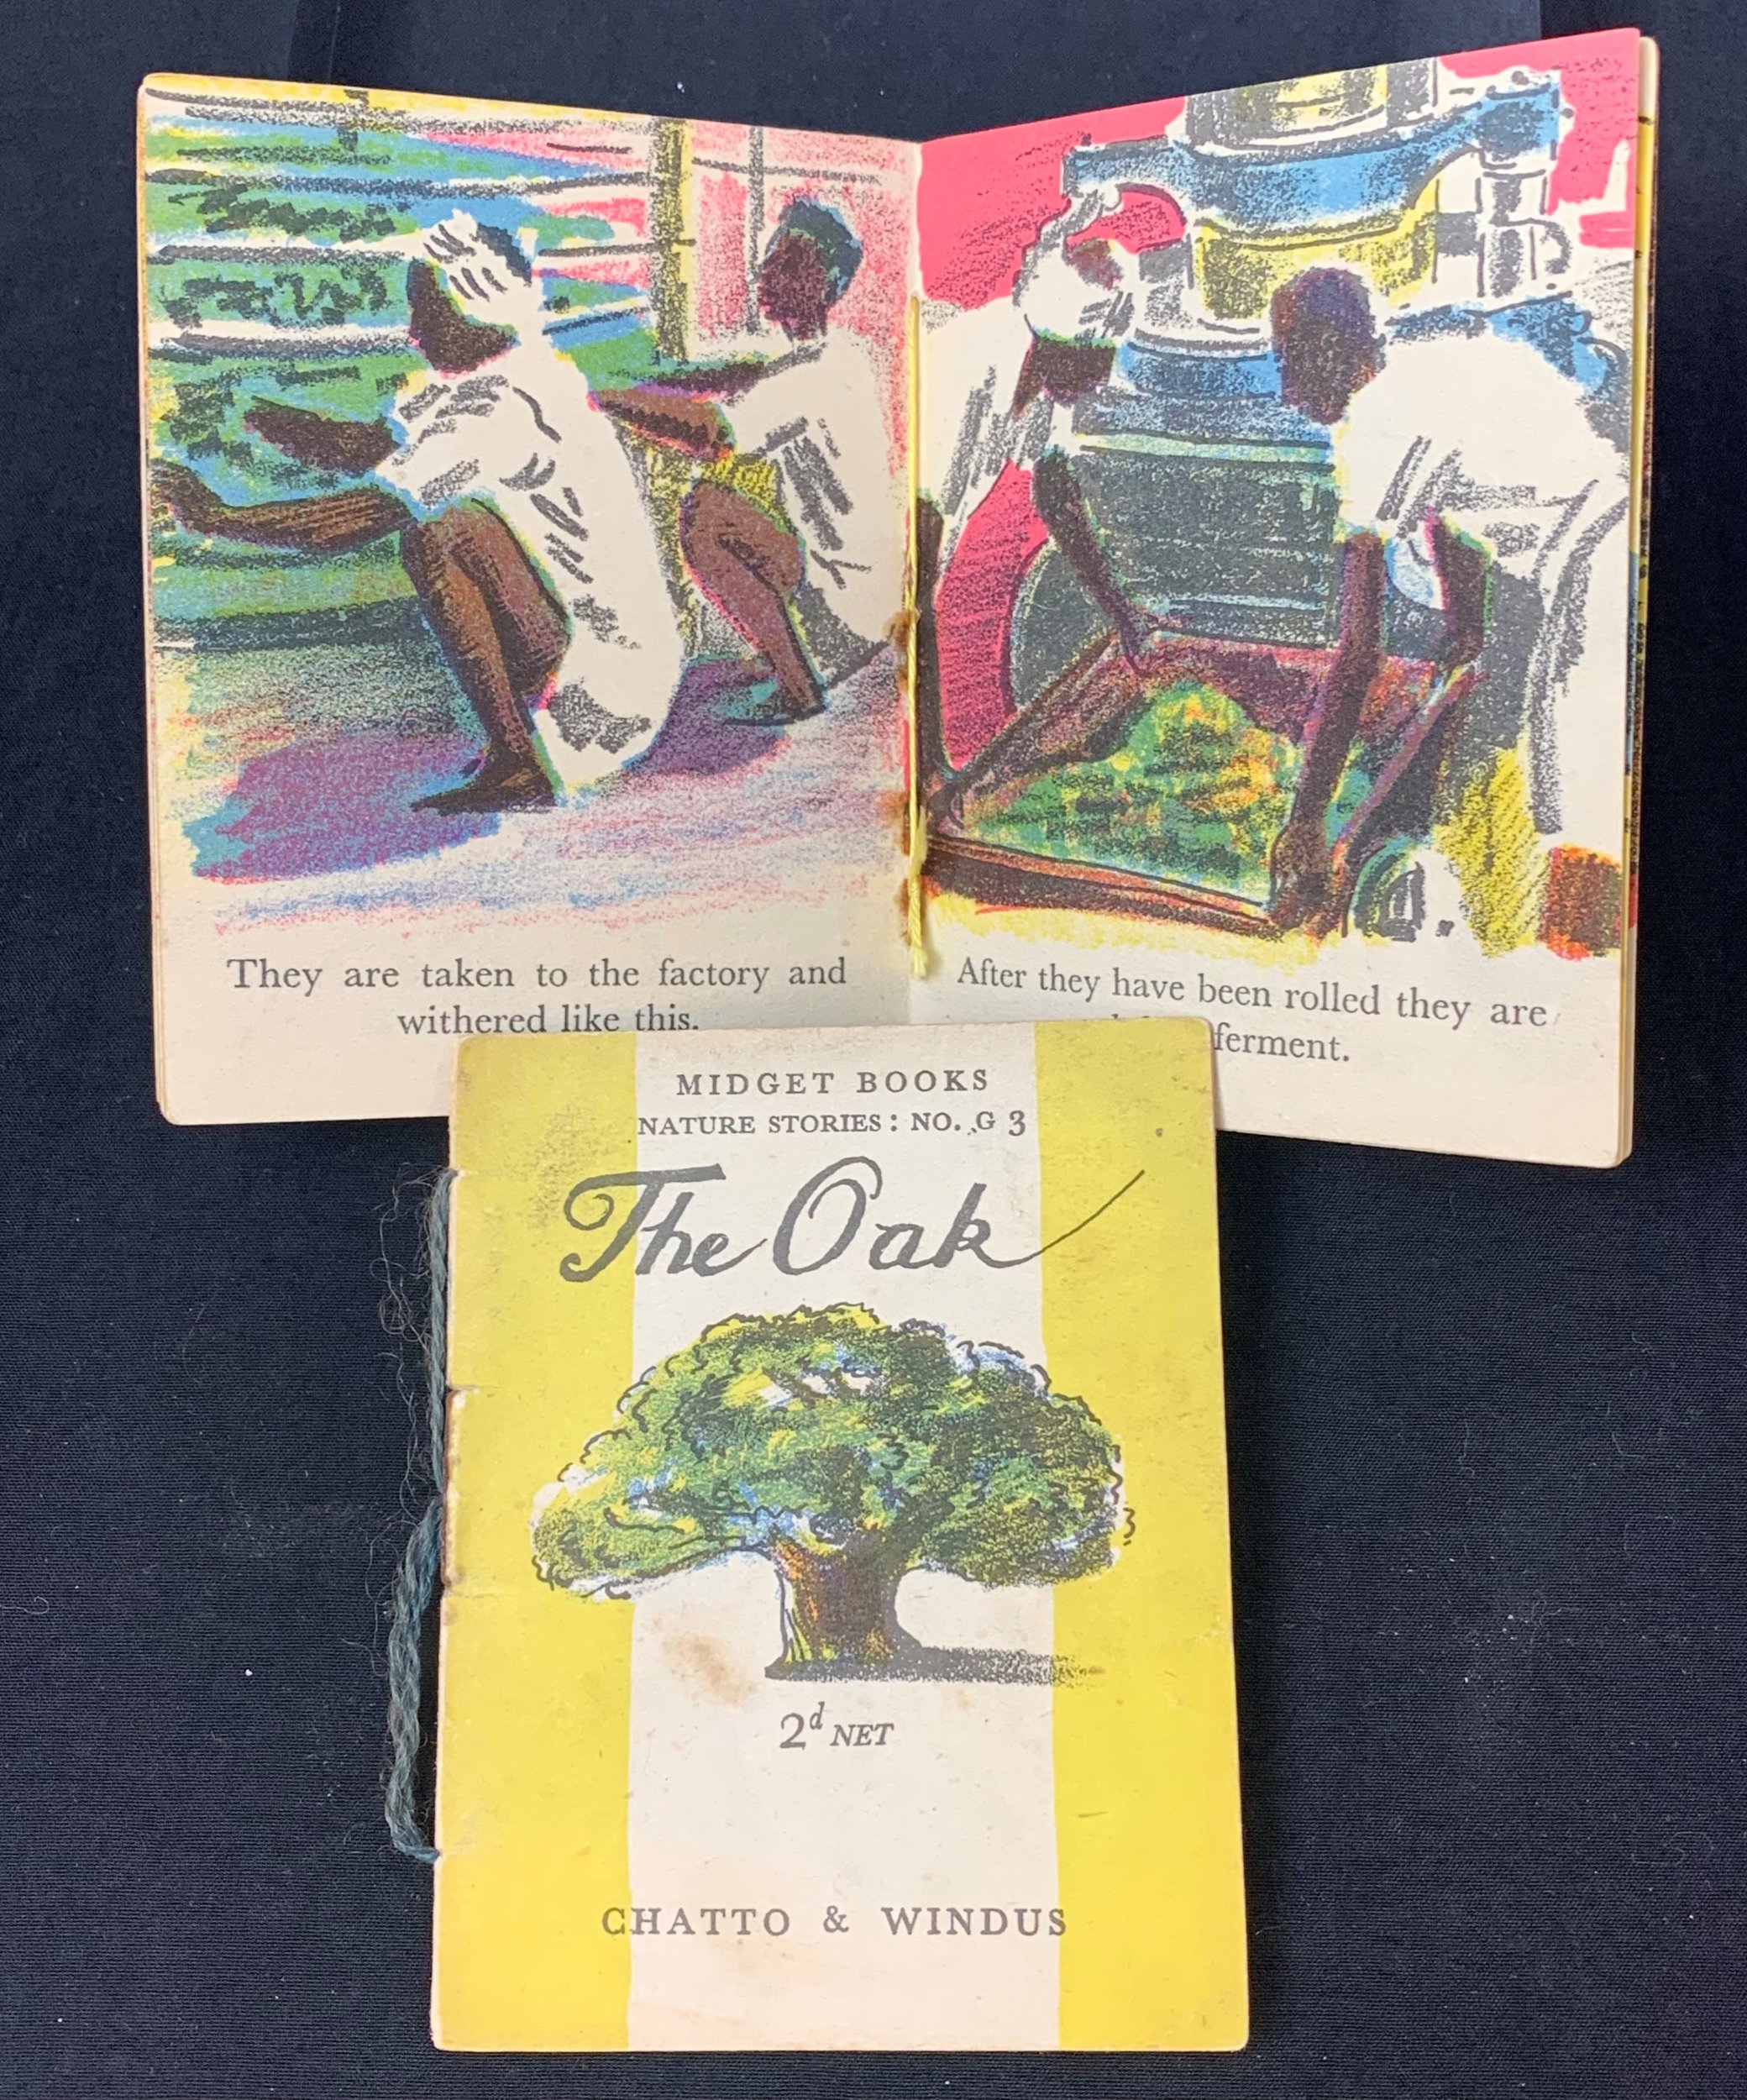 They are taken to the factory and
withered like this.
After they have been rolled they are
ferment.
MIDGET BOOKS
NATURE STORIES: NO. G 3
The Oak
2d NET
CHATTO & WINDUS